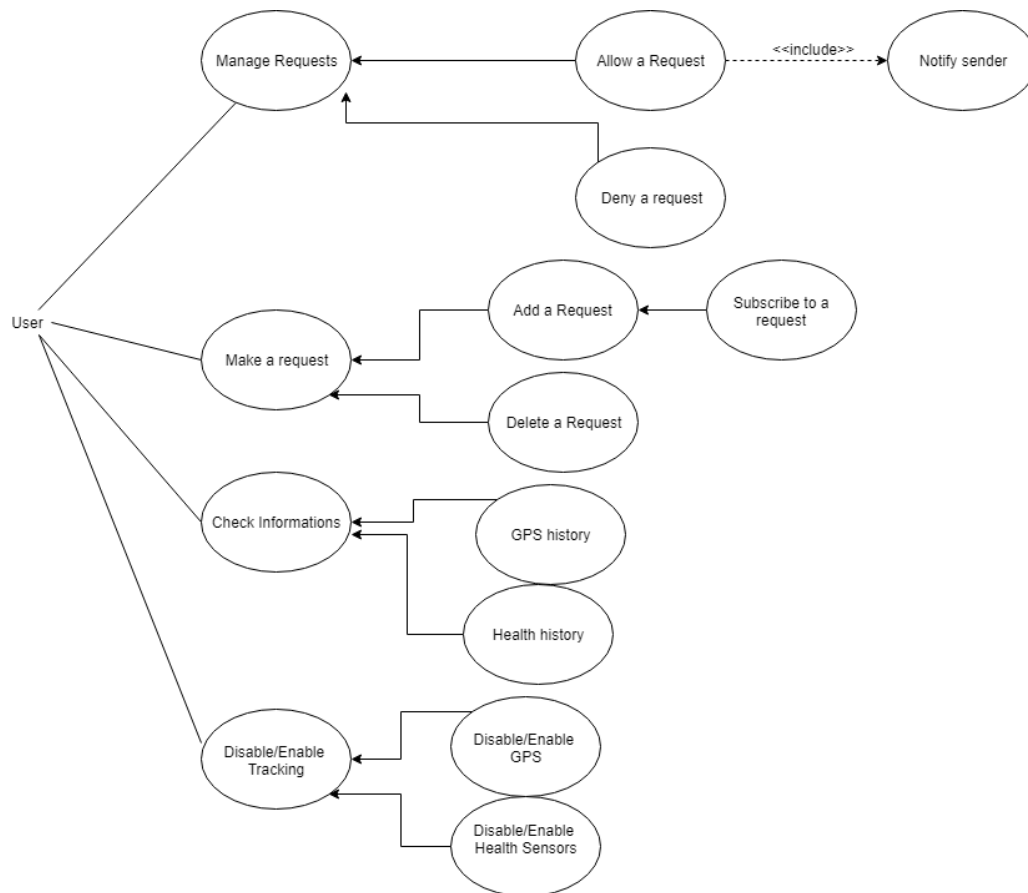 Manage Requests
Allow a Request
<<include>>
Notify sender
Deny a request
User
Make a request
Add a Request
Subscribe to a
request
Delete a Request
Check Informations
GPS history
Health history
Disable/Enable
Tracking
Disable/Enable
GPS
Disable/Enable
Health Sensors